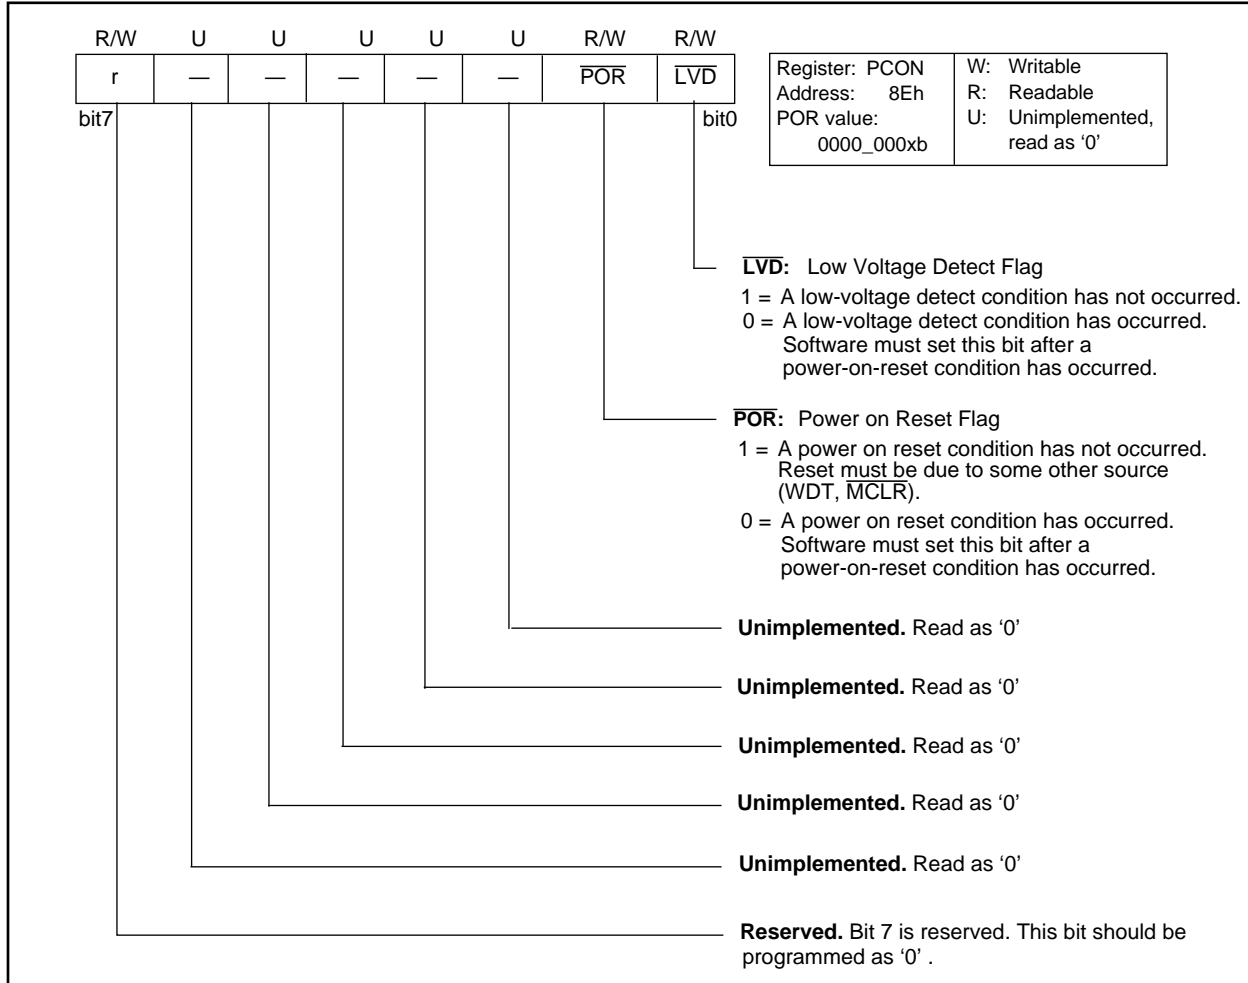 R/W U U U U U R/W R/W
r — — — — — P̅O̅R̅ L̅V̅D̅
bit7 bit0
Register: PCON
Address: 8Eh
POR value:
0000_000xb
W: Writable
R: Readable
U: Unimplemented,
read as ‘0’
L̅V̅D̅: Low Voltage Detect Flag
1 = A low-voltage detect condition has not occurred.
0 = A low-voltage detect condition has occurred.
Software must set this bit after a
power-on-reset condition has occurred.
P̅O̅R̅: Power on Reset Flag
1 = A power on reset condition has not occurred.
Reset must be due to some other source
(WDT, M̅C̅L̅R̅).
0 = A power on reset condition has occurred.
Software must set this bit after a
power-on-reset condition has occurred.
Unimplemented. Read as ‘0’
Unimplemented. Read as ‘0’
Unimplemented. Read as ‘0’
Unimplemented. Read as ‘0’
Unimplemented. Read as ‘0’
Reserved. Bit 7 is reserved. This bit should be
programmed as ‘0’ .